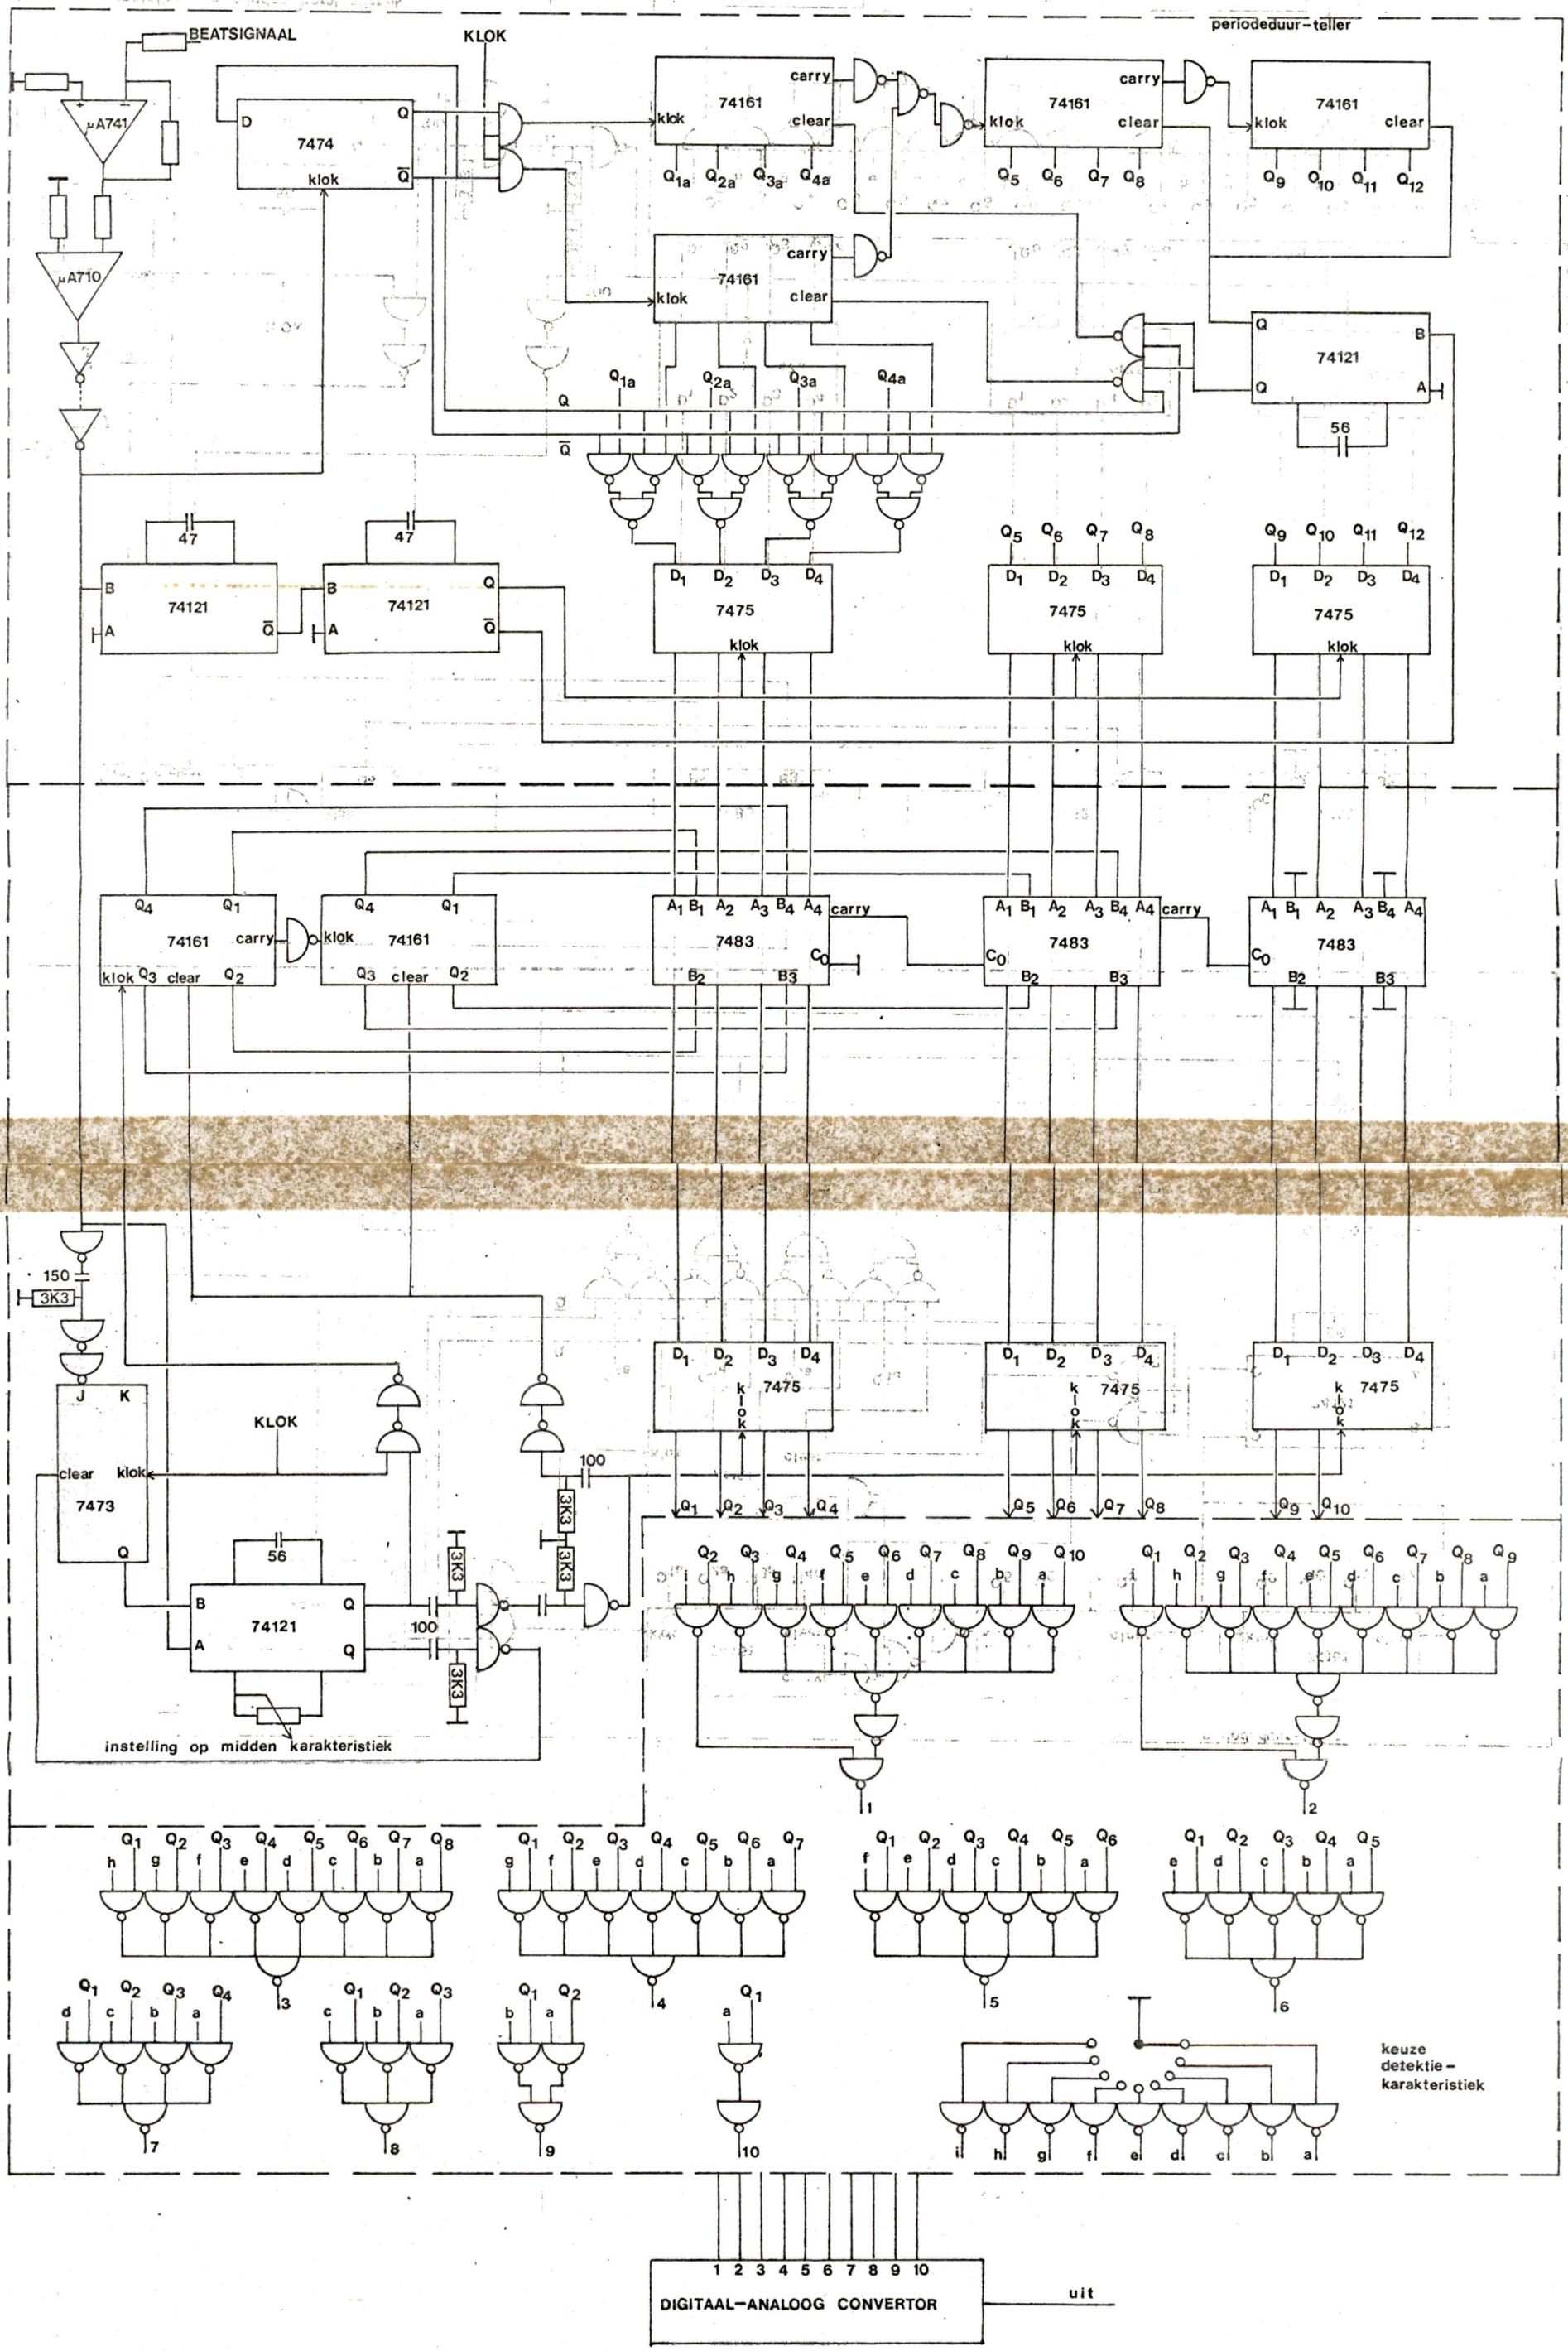 periodeduur-teller
BEATSIGNAAL
KLOK
+ −
µA741
D Q
7474
klok Q̅
carry
74161
klok clear
Q1a Q2a Q3a Q4a
carry
74161
klok clear
Q5 Q6 Q7 Q8
74161
klok clear
Q9 Q10 Q11 Q12
µA710
carry
74161
klok clear
Q B
74121
Q A
56
Q1a Q2a Q3a Q4a
Q
Q̅
47
B
74121
A Q̅
47
B Q
74121
A Q̅
D1 D2 D3 D4
7475
klok
Q5 Q6 Q7 Q8
D1 D2 D3 D4
7475
klok
Q9 Q10 Q11 Q12
D1 D2 D3 D4
7475
klok
Q4 Q1
74161 carry
klok Q3 clear Q2
Q4 Q1
klok 74161
Q3 clear Q2
A1 B1 A2 A3 B4 A4 carry
7483
C0
B2 B3
A1 B1 A2 A3 B4 A4 carry
7483
C0
B2 B3
A1 B1 A2 A3 B4 A4
7483
C0
B2 B3
150
3K3
J K
clear klok
7473
Q
KLOK
100
3K3
3K3
3K3
56
B Q
74121
A Q
100
3K3
instelling op midden karakteristiek
D1 D2 D3 D4
7475
klok
Q1 Q2 Q3 Q4
D1 D2 D3 D4
7475
klok
Q5 Q6 Q7 Q8
D1 D2 D3 D4
7475
klok
Q9 Q10
Q2 Q3 Q4 Q5 Q6 Q7 Q8 Q9 Q10
i h g f e d c b a
1
Q1 Q2 Q3 Q4 Q5 Q6 Q7 Q8 Q9
i h g f e d c b a
2
Q1 Q2 Q3 Q4 Q5 Q6 Q7 Q8
h g f e d c b a
3
Q1 Q2 Q3 Q4 Q5 Q6 Q7
g f e d c b a
4
Q1 Q2 Q3 Q4 Q5 Q6
f e d c b a
5
Q1 Q2 Q3 Q4 Q5
e d c b a
6
Q1 Q2 Q3 Q4
d c b a
7
Q1 Q2 Q3
c b a
8
Q1 Q2
b a
9
Q1
a
10
keuze
detektie-
karakteristiek
i h g f e d c b a
1 2 3 4 5 6 7 8 9 10
DIGITAAL-ANALOOG CONVERTOR
uit